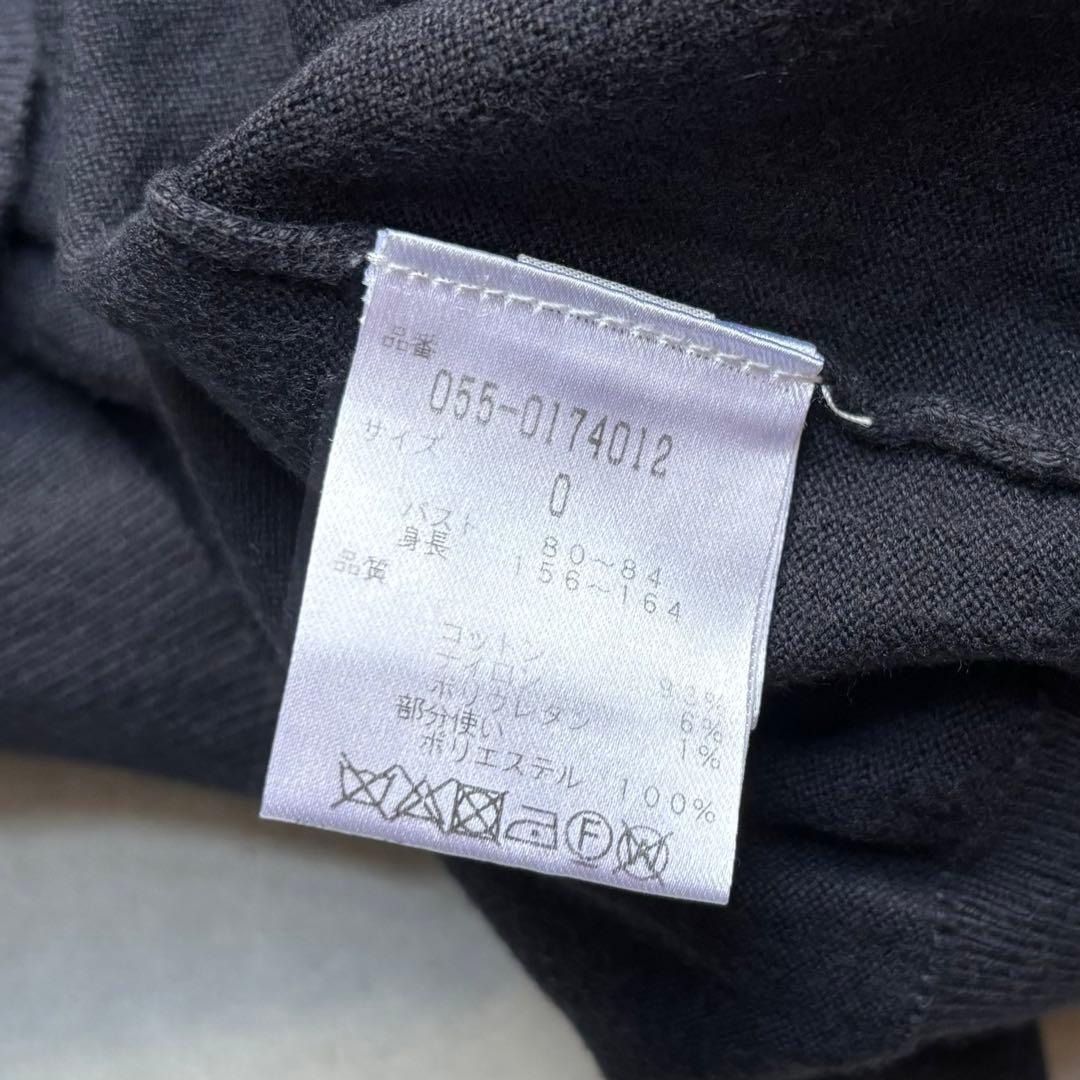 品番
055-0174012
サイズ
0
バスト 80～84
身長 156～164
品質
コットン 93%
ナイロン 6%
ポリウレタン 1%
部分使い
ポリエステル 100%
F
W